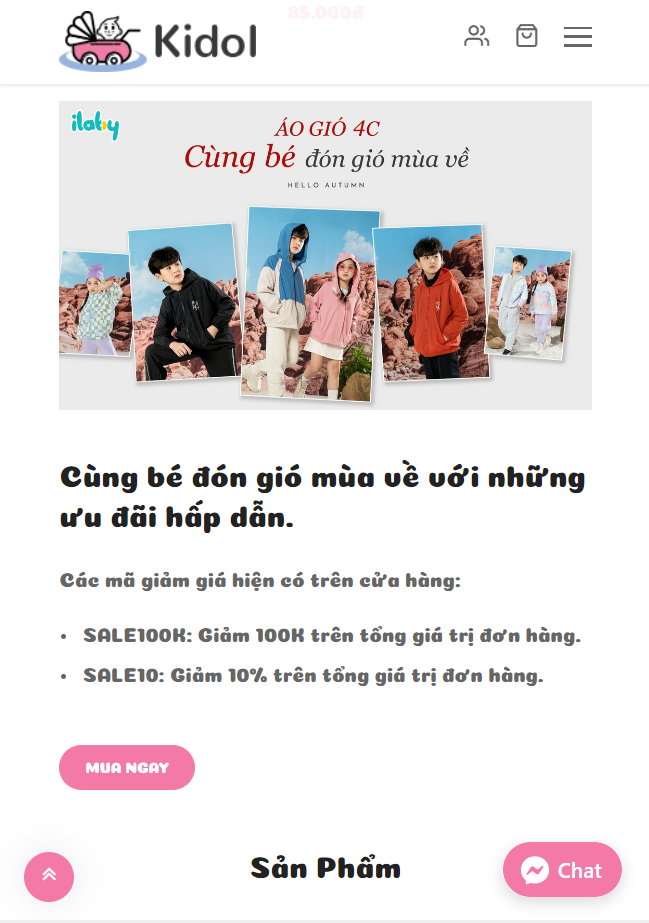 85.000đ
Kidol
ilaby
ÁO GIÓ 4C
Cùng bé đón gió mùa về
HELLO AUTUMN
Cùng bé đón gió mùa về với những
ưu đãi hấp dẫn.
Các mã giảm giá hiện có trên cửa hàng:
• SALE100K: Giảm 100K trên tổng giá trị đơn hàng.
• SALE10: Giảm 10% trên tổng giá trị đơn hàng.
MUA NGAY
Sản Phẩm
Chat